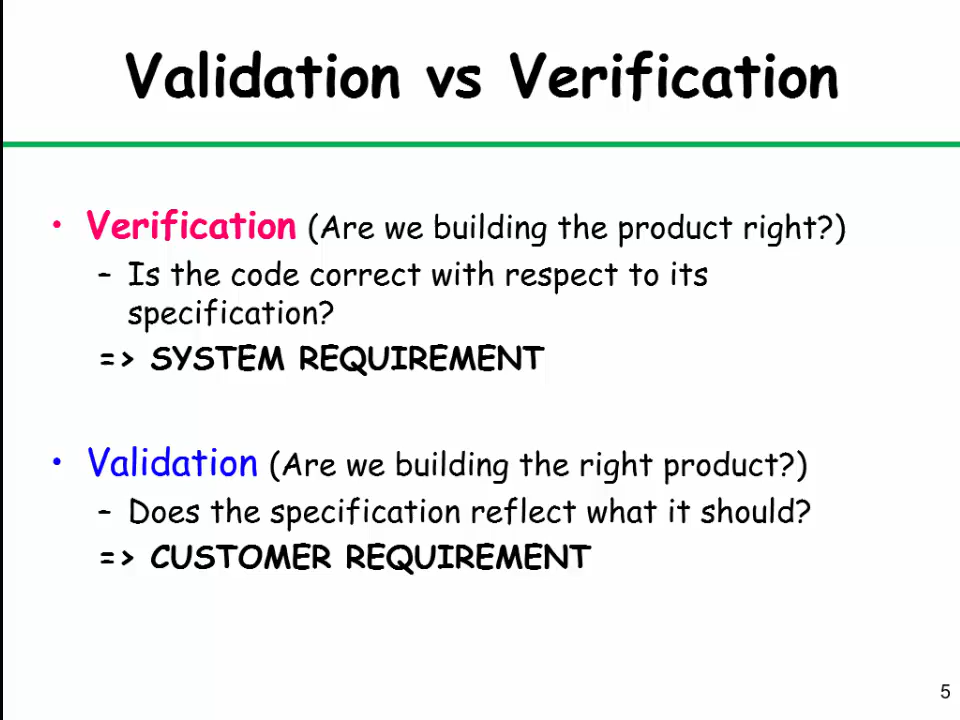 Validation vs Verification
• Verification (Are we building the product right?)
– Is the code correct with respect to its
specification?
=> SYSTEM REQUIREMENT
• Validation (Are we building the right product?)
– Does the specification reflect what it should?
=> CUSTOMER REQUIREMENT
5